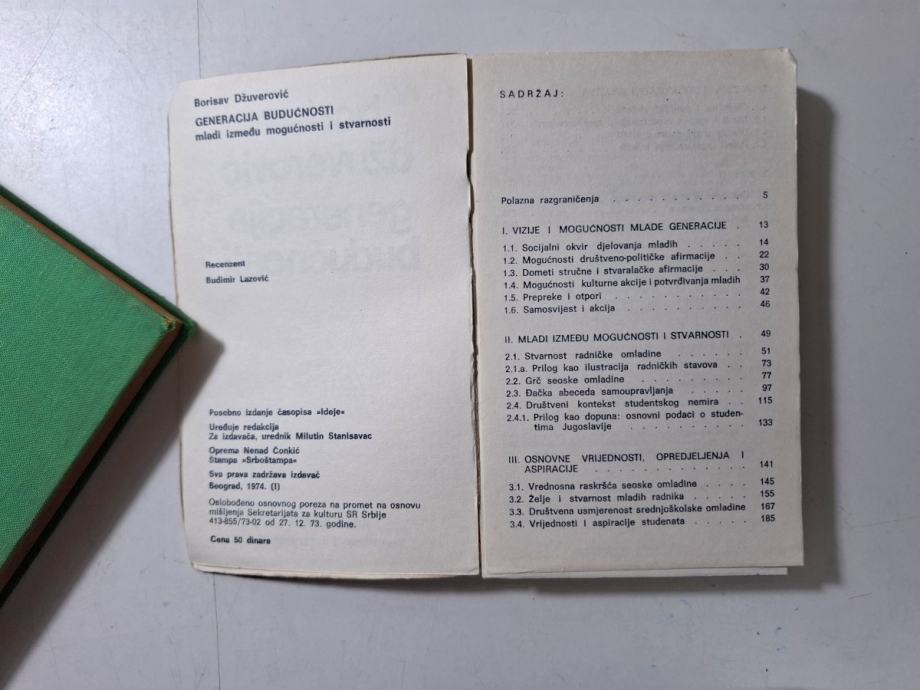 Borisav Džuverović
GENERACIJA BUDUĆNOSTI
mladi između mogućnosti i stvarnosti
Recenzent
Budimir Lazović
Posebno izdanje časopisa »Ideje«
Uređuje redakcija
Za izdavača, urednik Milutin Stanisavac
Oprema Nenad Čonkić
Štampa »Srboštampa«
Sva prava zadržava izdavač
Beograd, 1974. (I)
Oslobođeno osnovnog poreza na promet na osnovu
mišljenja Sekretarijata za kulturu SR Srbije
413-855/73-02 od 27. 12. 73. godine.
Cena 50 dinara
SADRŽAJ:
Polazna razgraničenja . . . . . . . . . . . 5
I. VIZIJE I MOGUĆNOSTI MLADE GENERACIJE . 13
1.1. Socijalni okvir djelovanja mladih . . . . . 14
1.2. Mogućnosti društveno-političke afirmacije . . 22
1.3. Dometi stručne i stvaralačke afirmacije . . . 30
1.4. Mogućnosti kulturne akcije i potvrđivanja mladih 37
1.5. Prepreke i otpori . . . . . . . . . . 42
1.6. Samosvijest i akcija . . . . . . . . . 46
II. MLADI IZMEĐU MOGUĆNOSTI I STVARNOSTI . 49
2.1. Stvarnost radničke omladine . . . . . . 51
2.1.a. Prilog kao ilustracija radničkih stavova . . 73
2.2. Grč seoske omladine . . . . . . . . . 77
2.3. Đačka abeceda samoupravljanja . . . . . 97
2.4. Društveni kontekst studentskog nemira . . 115
2.4.1. Prilog kao dopuna: osnovni podaci o studen-
tima Jugoslavije . . . . . . . . . . 133
III. OSNOVNE VRIJEDNOSTI, OPREDJELJENJA I
ASPIRACIJE . . . . . . . . . . . . 141
3.1. Vrednosna raskršća seoske omladine . . . . 145
3.2. Želje i stvarnost mladih radnika . . . . . 155
3.3. Društvena usmjerenost srednjoškolske omladine 167
3.4. Vrijednosti i aspiracije studenata . . . . . 185